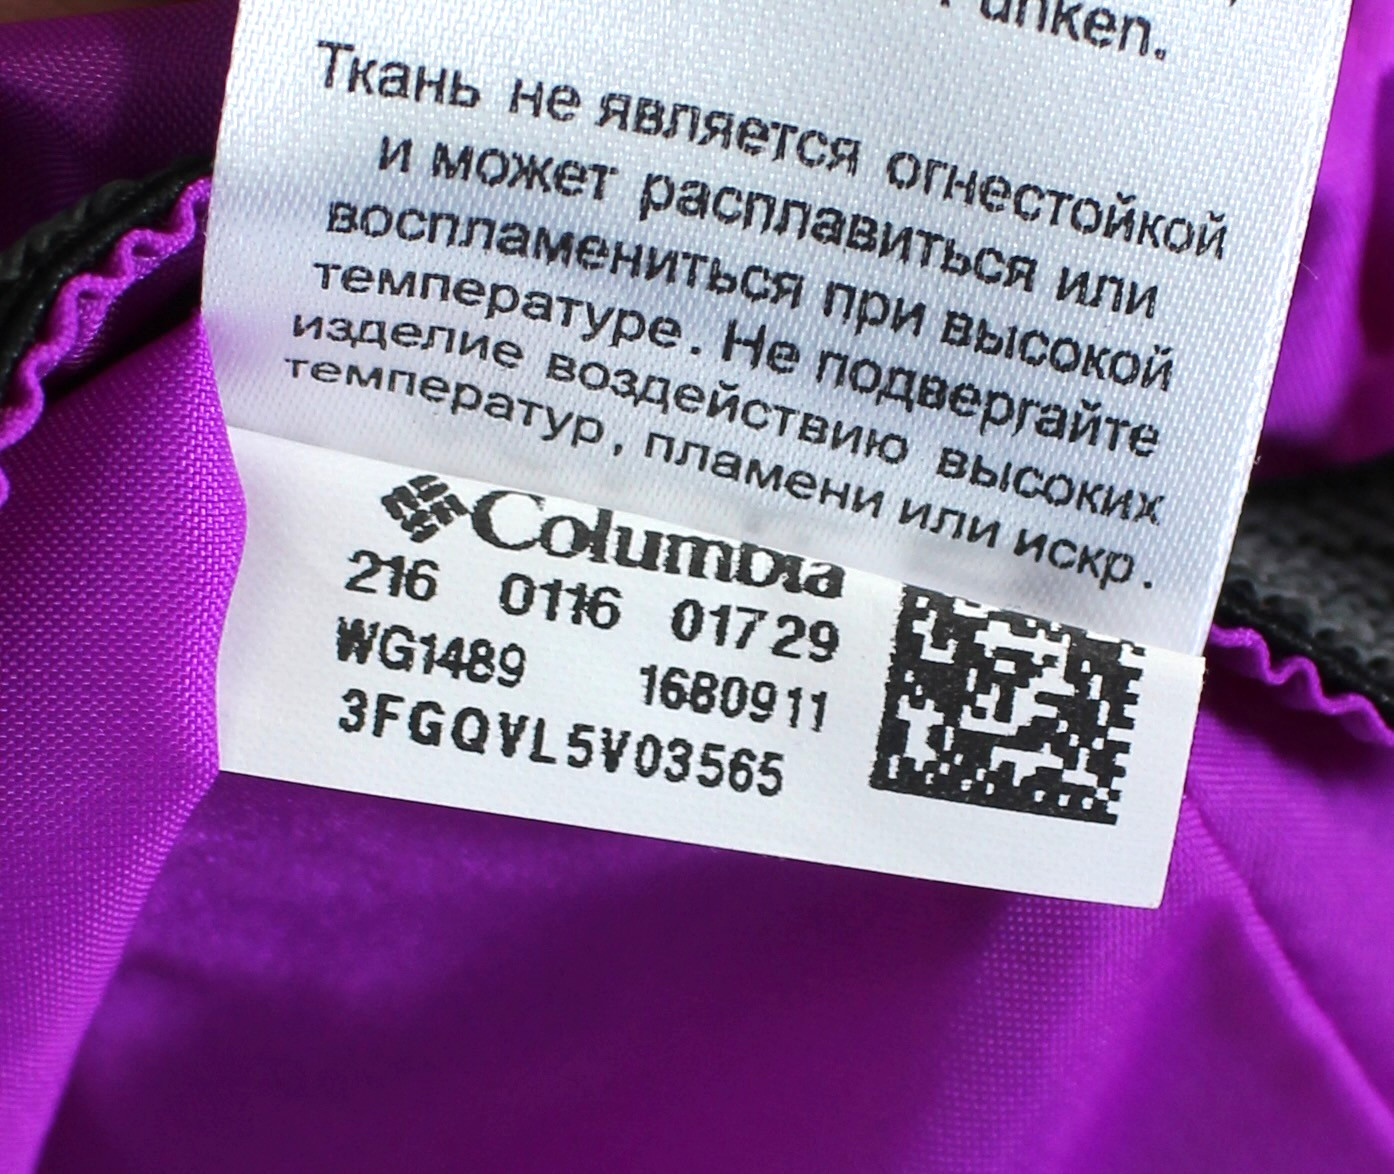 Ткань не является огнестойкой
и может расплавиться или
воспламениться при высокой
температуре. Не подвергайте
изделие воздействию высоких
температур, пламени или искр.
Columbia
216 0116 01729
WG1489 1680911
3FGQVL5V03565